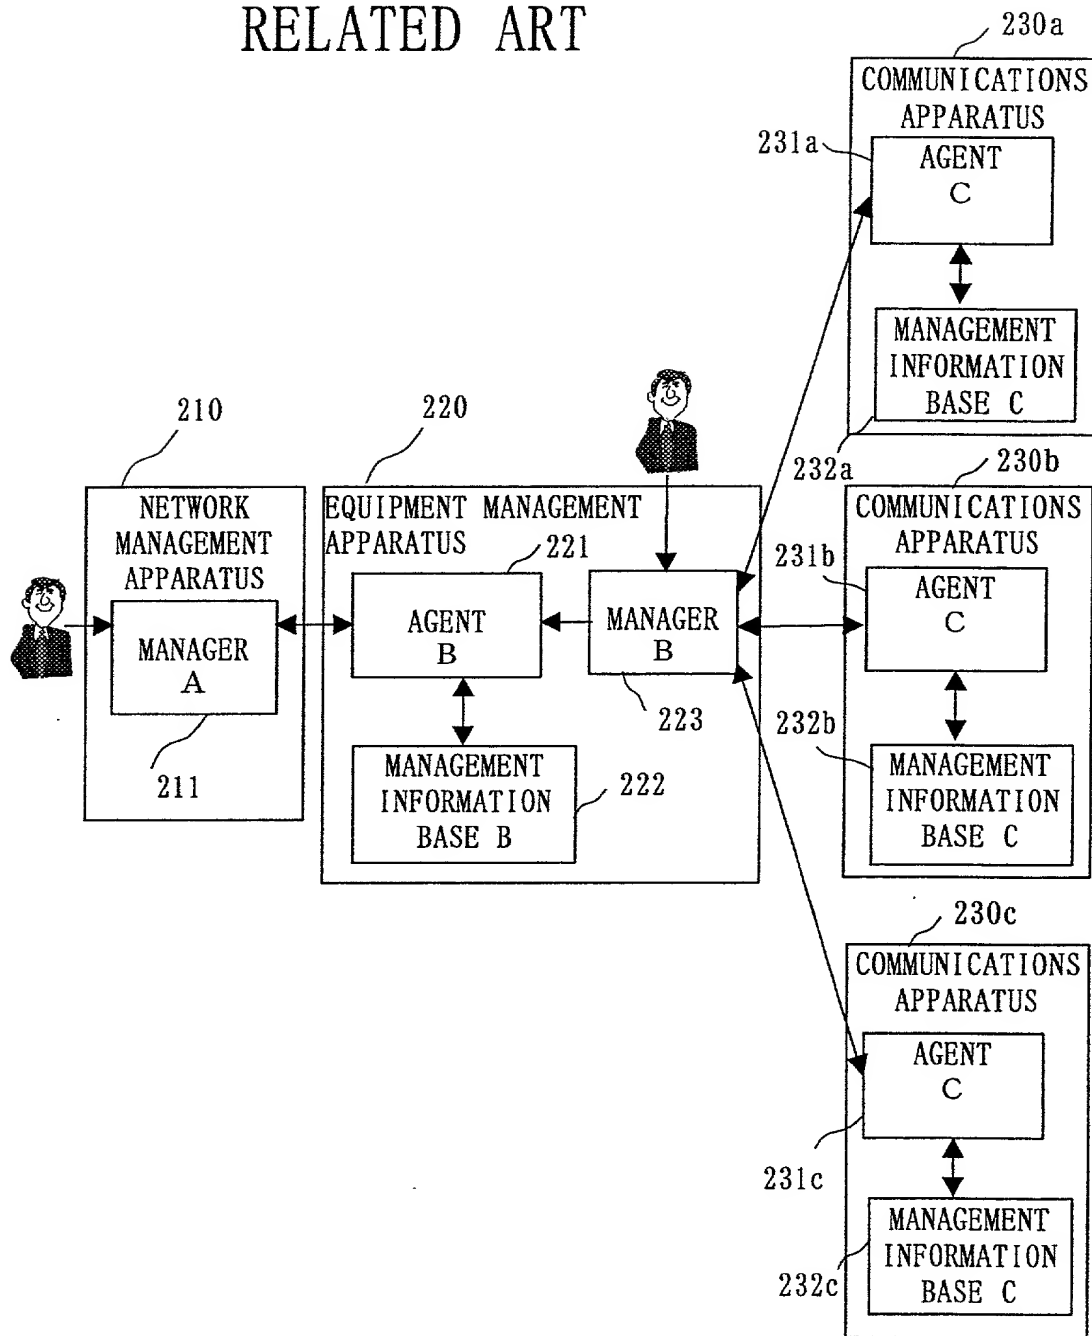 RELATED ART
230a
COMMUNICATIONS
APPARATUS
231a
AGENT
C
MANAGEMENT
INFORMATION
BASE C
232a
210
NETWORK
MANAGEMENT
APPARATUS
MANAGER
A
211
220
EQUIPMENT MANAGEMENT
APPARATUS
221
AGENT
B
MANAGER
B
223
MANAGEMENT
INFORMATION
BASE B
222
230b
COMMUNICATIONS
APPARATUS
231b
AGENT
C
232b
MANAGEMENT
INFORMATION
BASE C
230c
COMMUNICATIONS
APPARATUS
AGENT
C
231c
MANAGEMENT
INFORMATION
BASE C
232c